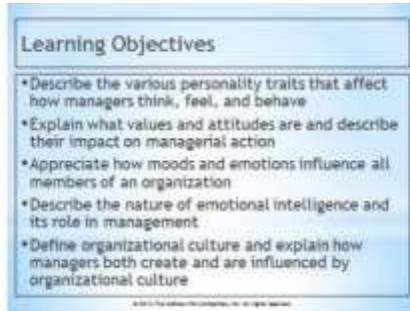 Learning Objectives
•Describe the various personality traits that affect
how managers think, feel, and behave
•Explain what values and attitudes are and describe
their impact on managerial action
•Appreciate how moods and emotions influence all
members of an organization
•Describe the nature of emotional intelligence and
its role in management
•Define organizational culture and explain how
managers both create and are influenced by
organizational culture